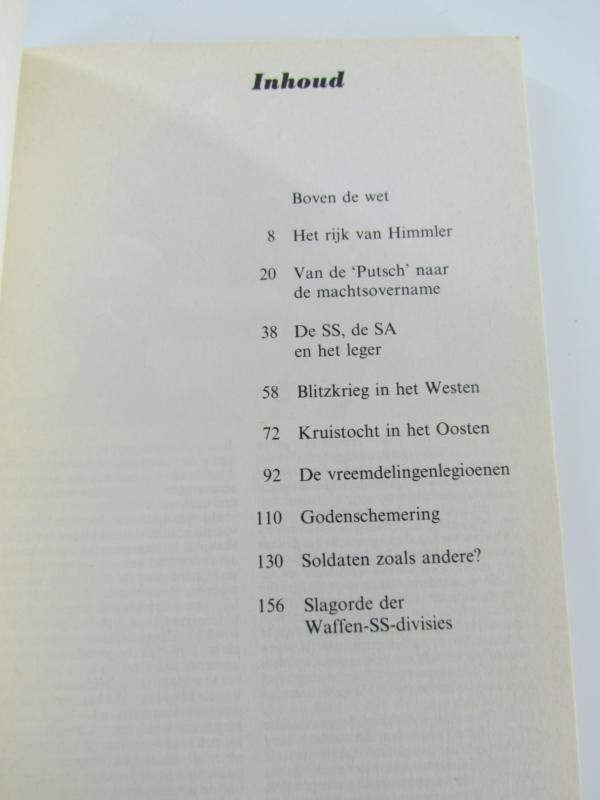 Inhoud
Boven de wet
8 Het rijk van Himmler
20 Van de 'Putsch' naar
de machtsovername
38 De SS, de SA
en het leger
58 Blitzkrieg in het Westen
72 Kruistocht in het Oosten
92 De vreemdelingenlegioenen
110 Godenschemering
130 Soldaten zoals andere?
156 Slagorde der
Waffen-SS-divisies